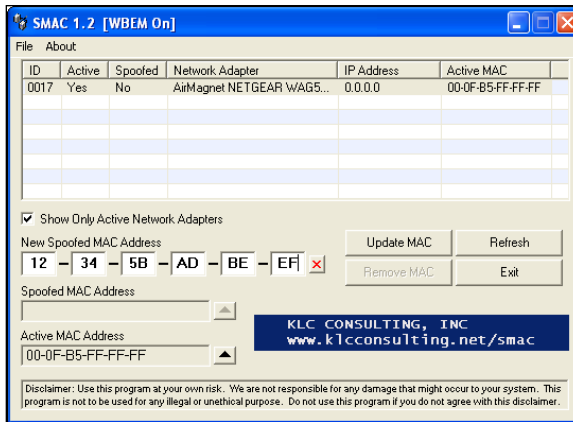 SMAC 1.2 [WBEM On]
File About
ID Active Spoofed Network Adapter IP Address Active MAC
0017 Yes No AirMagnet NETGEAR WAG5... 0.0.0.0 00-0F-B5-FF-FF-FF
Show Only Active Network Adapters
New Spoofed MAC Address
Update MAC Refresh
12 - 34 - 5B - AD - BE - EF
Remove MAC Exit
Spoofed MAC Address
KLC CONSULTING, INC
www.klcconsulting.net/smac
Active MAC Address
00-0F-B5-FF-FF-FF
Disclaimer: Use this program at your own risk. We are not responsible for any damage that might occur to your system. This
program is not to be used for any illegal or unethical purpose. Do not use this program if you do not agree with this disclaimer.